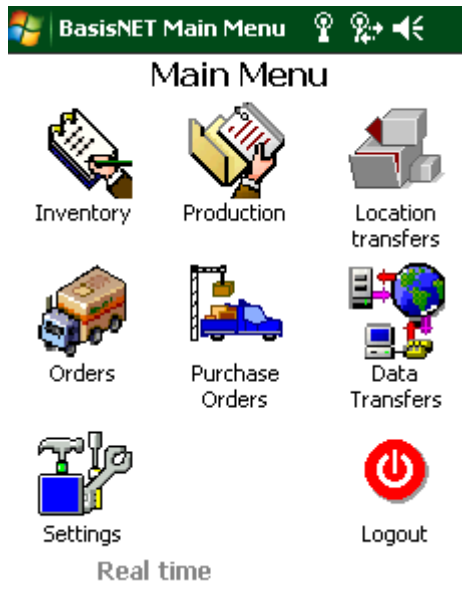 BasisNET Main Menu
Main Menu
Inventory
Production
Location
transfers
Orders
Purchase
Orders
Data
Transfers
Settings
Logout
Real time